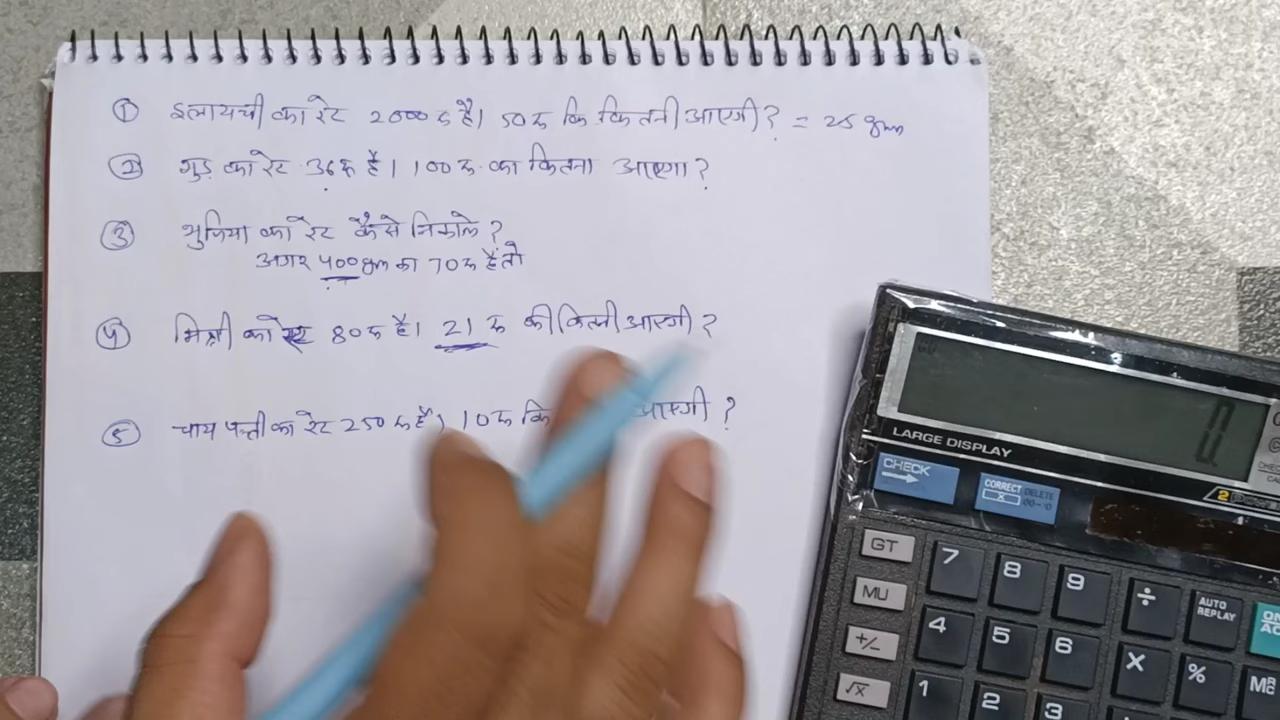 ① इलायची का रेट 2000 रु है। 50 रु कि कितनी आएगी? = 25 gm
② गुड़ का रेट 36 रु है। 100 रु. का कितना आएगा?
③ भुजिया का रेट कैसे निकाले?
अगर 400 gm का 70 रु हैं तो
④ मिश्री का रेट 80 रु है। 21 रु की कित्नी आएगी?
⑤ चाय पत्ती का रेट 250 रु है। 10 रु कि आएगी?
LARGE DISPLAY
CHECK
CORRECT DELETE
00→0
GT
7 8 9 ÷ AUTO REPLAY
MU
4 5 6 × %
+/-
√x
1 2 3